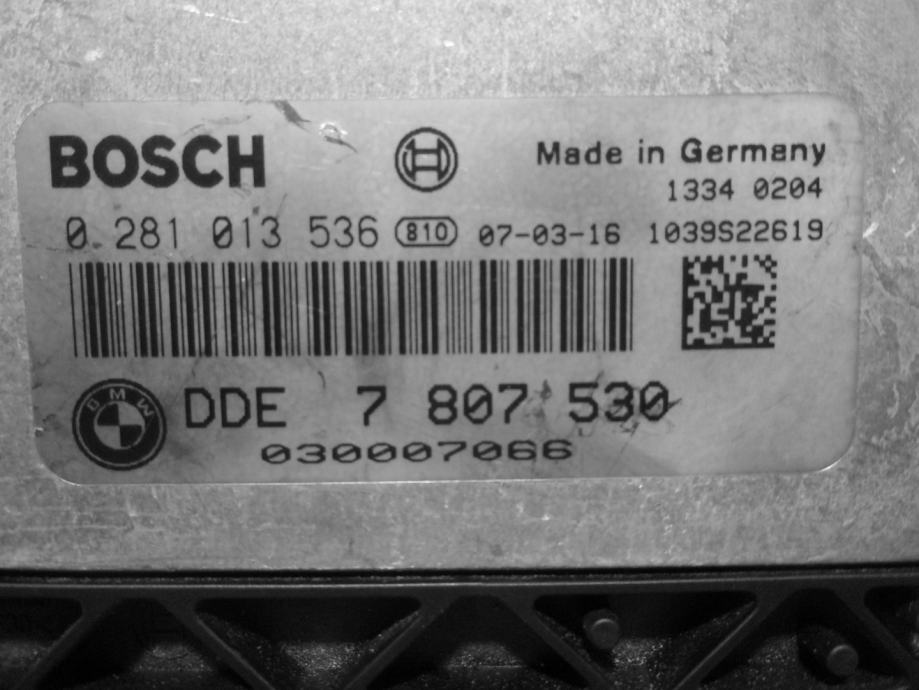 BOSCH
Made in Germany
1334 0204
0 281 013 536 810 07-03-16 1039S22619
BMW
DDE 7 807 530
030007066